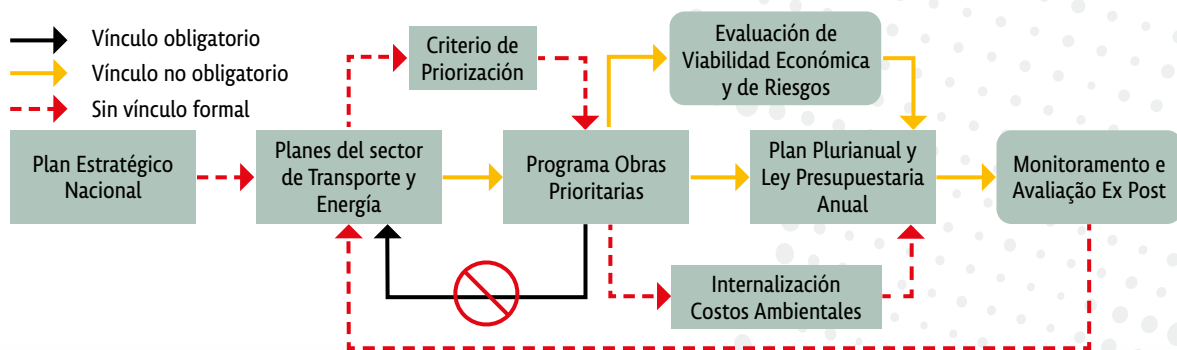 Vínculo obligatorio
Vínculo no obligatorio
Sin vínculo formal
Plan Estratégico
Nacional
Planes del sector
de Transporte y
Energía
Criterio de
Priorización
Programa Obras
Prioritarias
Evaluación de
Viabilidad Económica
y de Riesgos
Plan Plurianual y
Ley Presupuestaria
Anual
Internalización
Costos Ambientales
Monitoramento e
Avaliação Ex Post